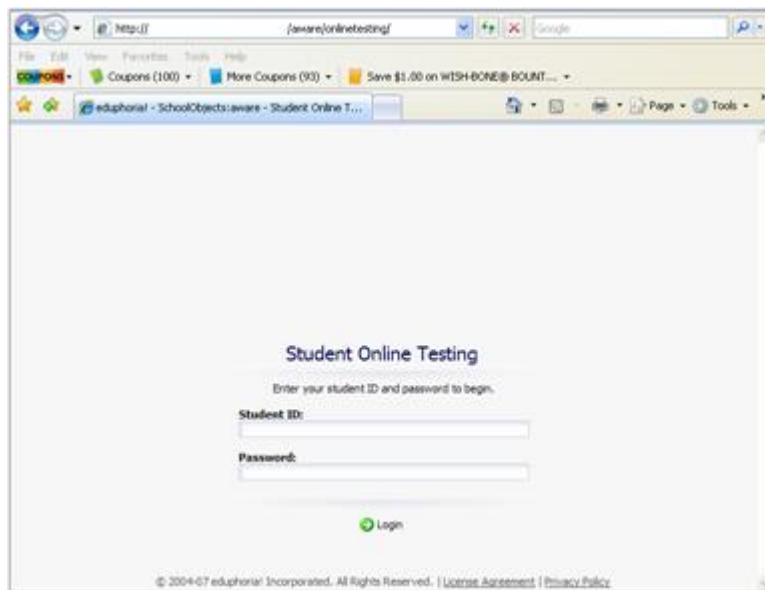 http:// /aware/onlinetesting/ Google
File Edit View Favorites Tools Help
COUPONS Coupons (100) More Coupons (93) Save $1.00 on WISH-BONE® BOUNT...
eduphoria! - SchoolObjects:aware - Student Online T... Page Tools
Student Online Testing
Enter your student ID and password to begin.
Student ID:
Password:
Login
© 2004-07 eduphoria! Incorporated. All Rights Reserved. | License Agreement | Privacy Policy